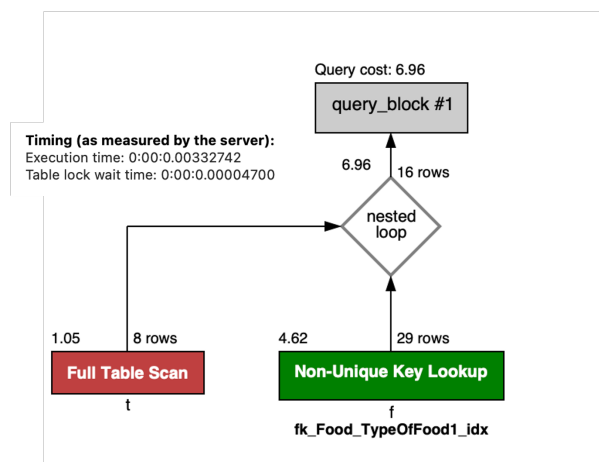 Query cost: 6.96
query_block #1
Timing (as measured by the server):
Execution time: 0:00:0.00332742
Table lock wait time: 0:00:0.00004700
6.96
16 rows
nested
loop
1.05
8 rows
4.62
29 rows
Full Table Scan
Non-Unique Key Lookup
t
f
fk_Food_TypeOfFood1_idx